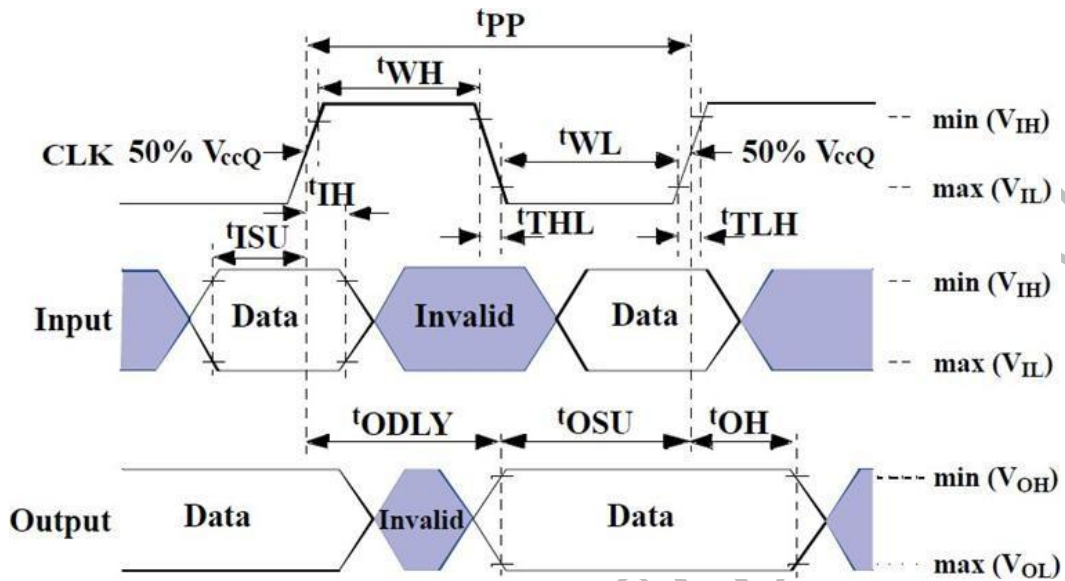 tPP
tWH
min (VIH)
CLK 50% VccQ
tWL
50% VccQ
tIH
max (VIL)
tTHL
tTLH
tISU
min (VIH)
Input Data Invalid Data
max (VIL)
tODLY tOSU tOH
min (VOH)
Output Data Invalid Data
max (VOL)